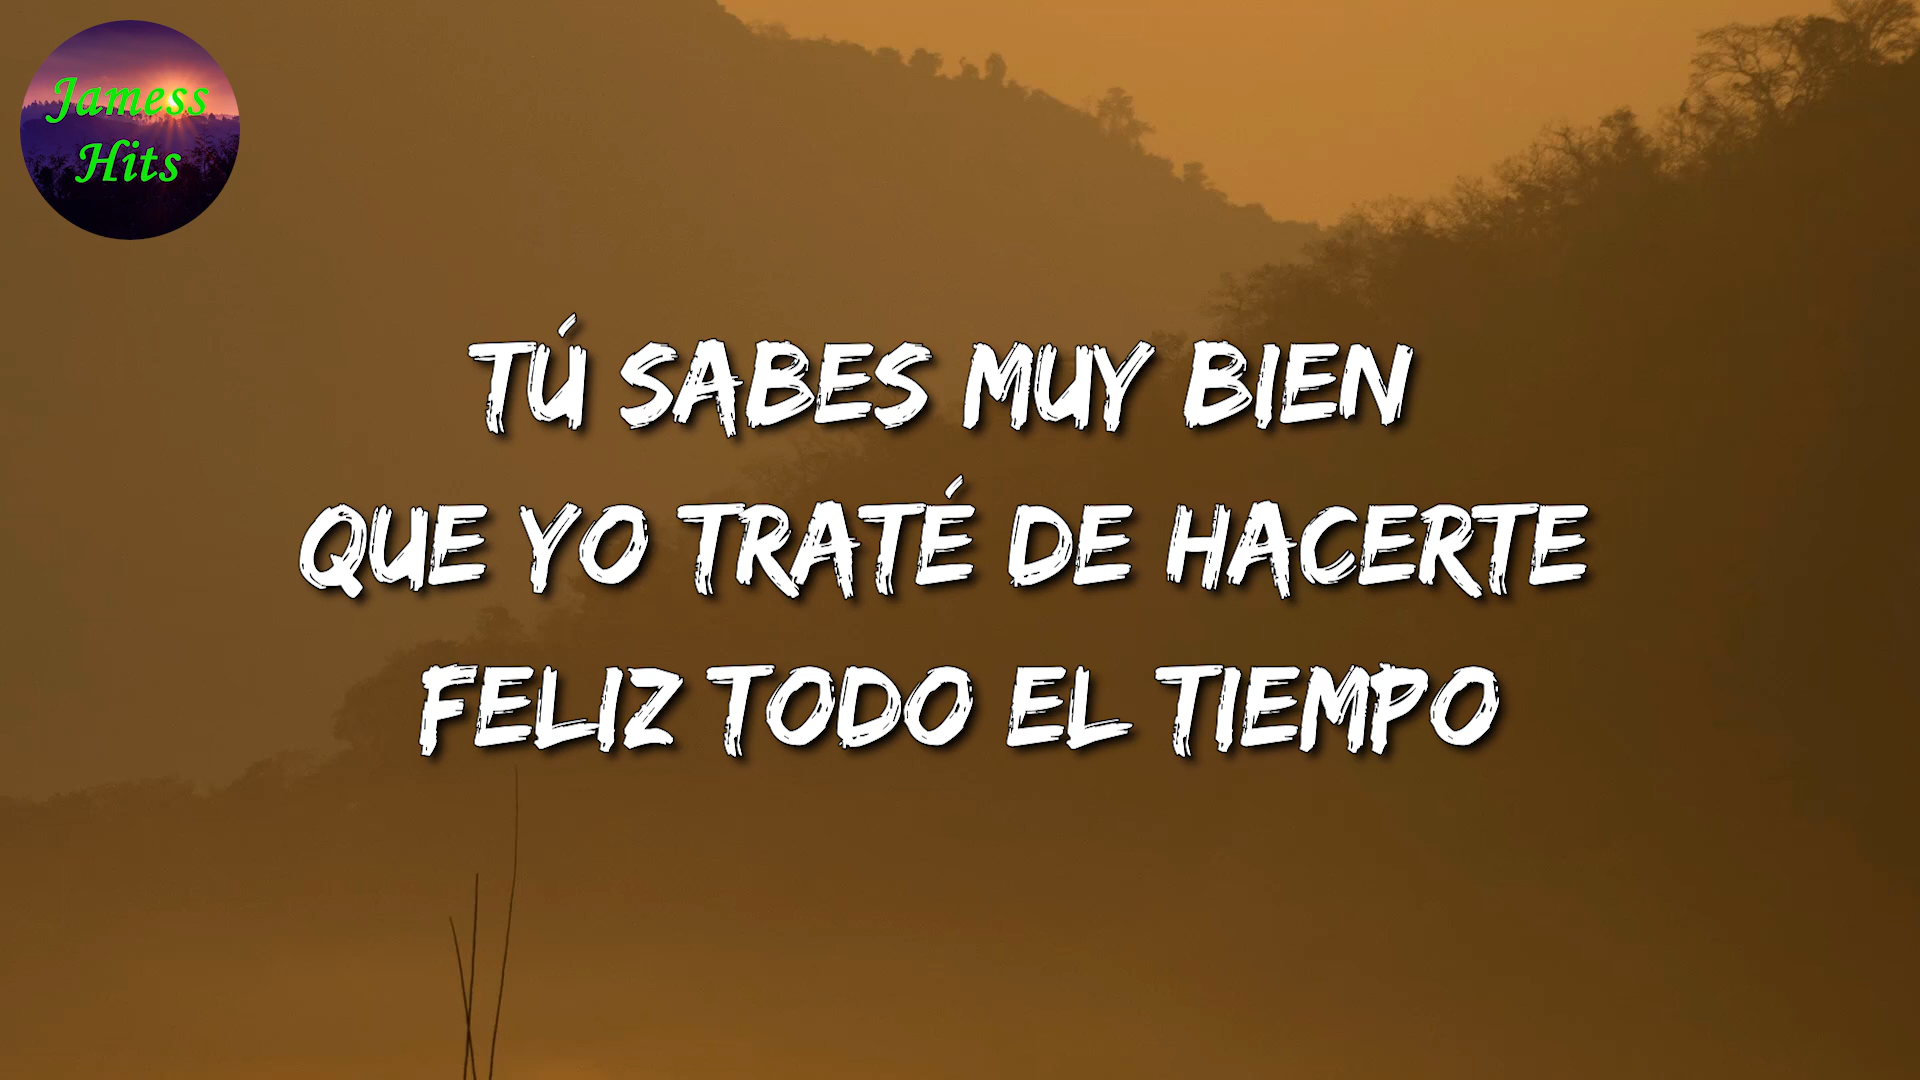 Jamess
Hits
TÚ SABES MUY BIEN
QUE YO TRATÉ DE HACERTE
FELIZ TODO EL TIEMPO